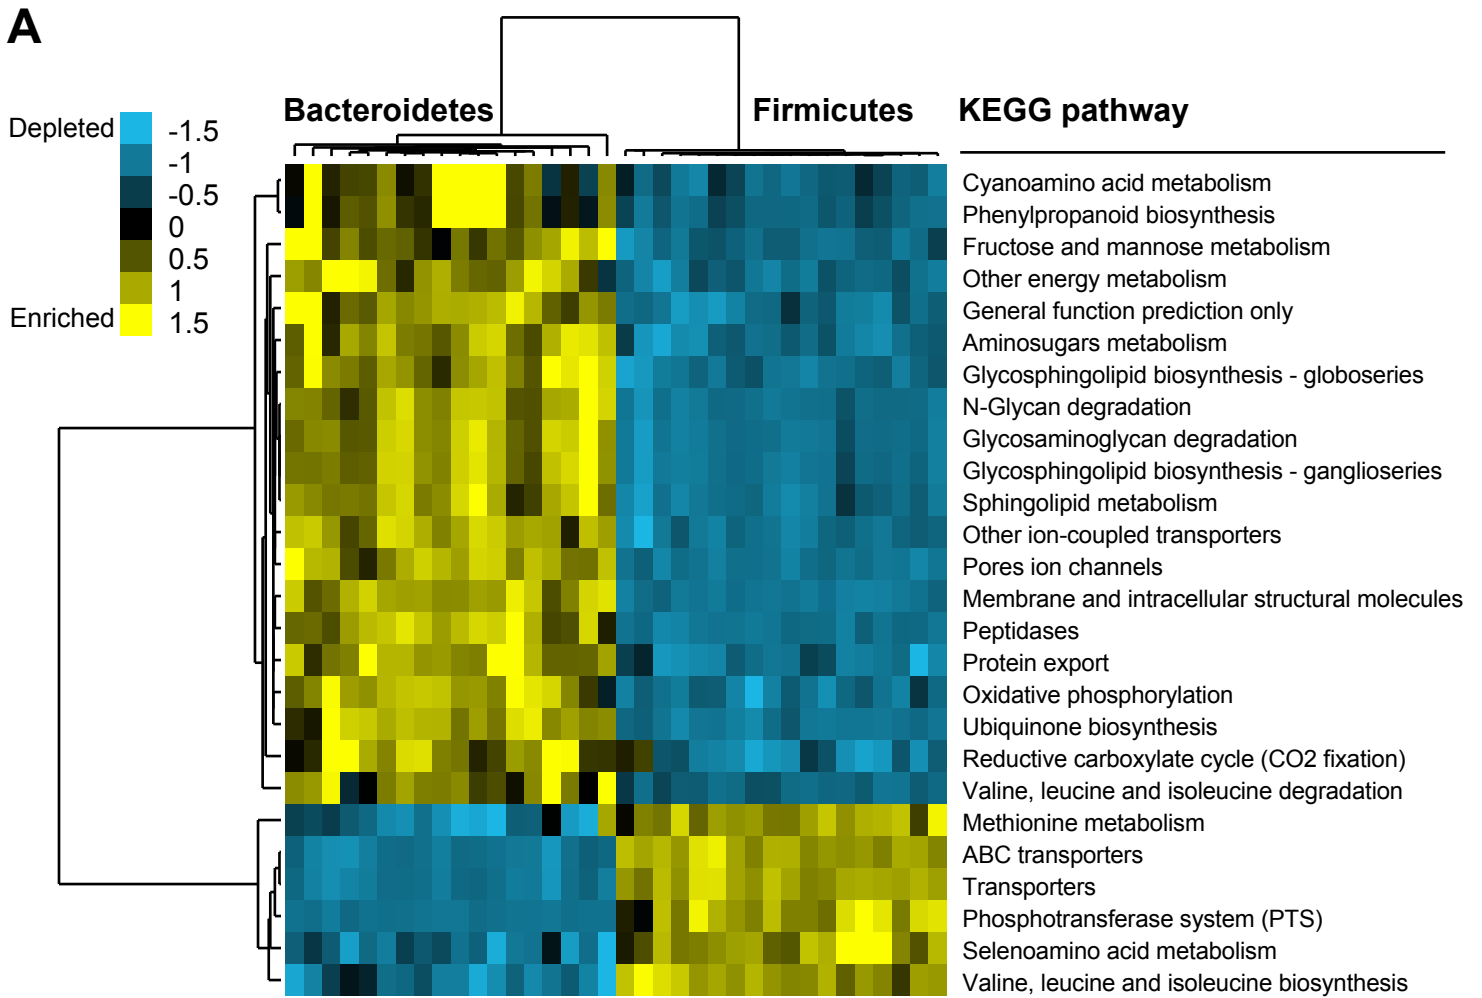 A
Bacteroidetes Firmicutes KEGG pathway
Depleted -1.5
-1
-0.5
0
0.5
1
Enriched 1.5
Cyanoamino acid metabolism
Phenylpropanoid biosynthesis
Fructose and mannose metabolism
Other energy metabolism
General function prediction only
Aminosugars metabolism
Glycosphingolipid biosynthesis - globoseries
N-Glycan degradation
Glycosaminoglycan degradation
Glycosphingolipid biosynthesis - ganglioseries
Sphingolipid metabolism
Other ion-coupled transporters
Pores ion channels
Membrane and intracellular structural molecules
Peptidases
Protein export
Oxidative phosphorylation
Ubiquinone biosynthesis
Reductive carboxylate cycle (CO2 fixation)
Valine, leucine and isoleucine degradation
Methionine metabolism
ABC transporters
Transporters
Phosphotransferase system (PTS)
Selenoamino acid metabolism
Valine, leucine and isoleucine biosynthesis